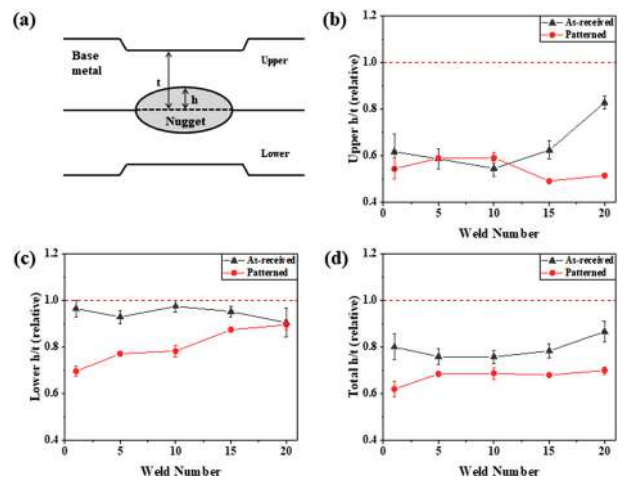 (a)
Base
metal
Upper
t
h
Nugget
Lower
(b)
As-received
Patterned
Upper h/t (relative)
1.2
1.0
0.8
0.6
0.4
0
5
10
15
20
Weld Number
(c)
As-received
Patterned
Lower h/t (relative)
1.2
1.0
0.8
0.6
0.4
0
5
10
15
20
Weld Number
(d)
As-received
Patterned
Total h/t (relative)
1.2
1.0
0.8
0.6
0.4
0
5
10
15
20
Weld Number